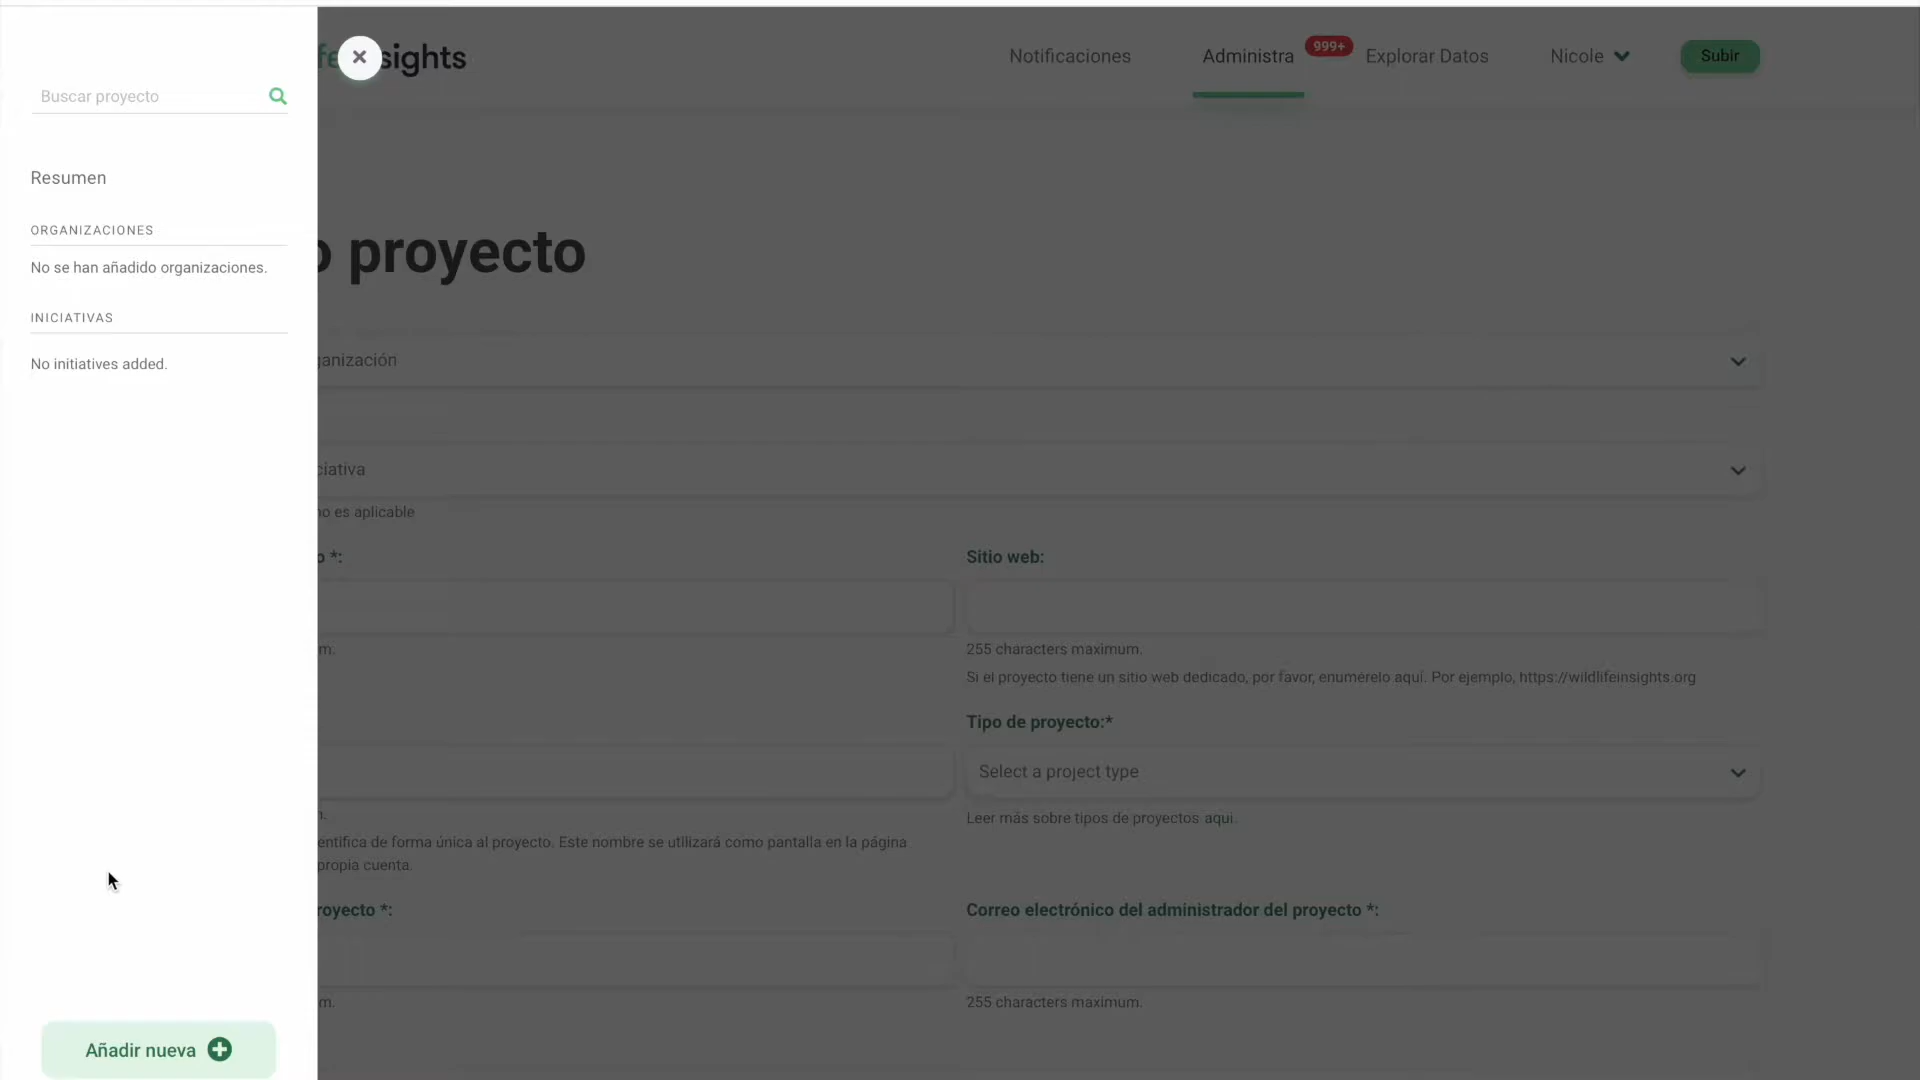 sights
Notificaciones
Administra
999+
Explorar Datos
Nicole
Subir
Buscar proyecto
Resumen
ORGANIZACIONES
No se han añadido organizaciones.
INICIATIVAS
No initiatives added.
o proyecto
ganización
ciativa
no es aplicable
o *:
Sitio web:
m.
255 characters maximum.
Si el proyecto tiene un sitio web dedicado, por favor, enumérelo aquí. Por ejemplo, https://wildlifeinsights.org
Tipo de proyecto:*
Select a project type
n.
Leer más sobre tipos de proyectos aqui.
entifica de forma única al proyecto. Este nombre se utilizará como pantalla en la página
propia cuenta.
royecto *:
Correo electrónico del administrador del proyecto *:
m.
255 characters maximum.
Añadir nueva